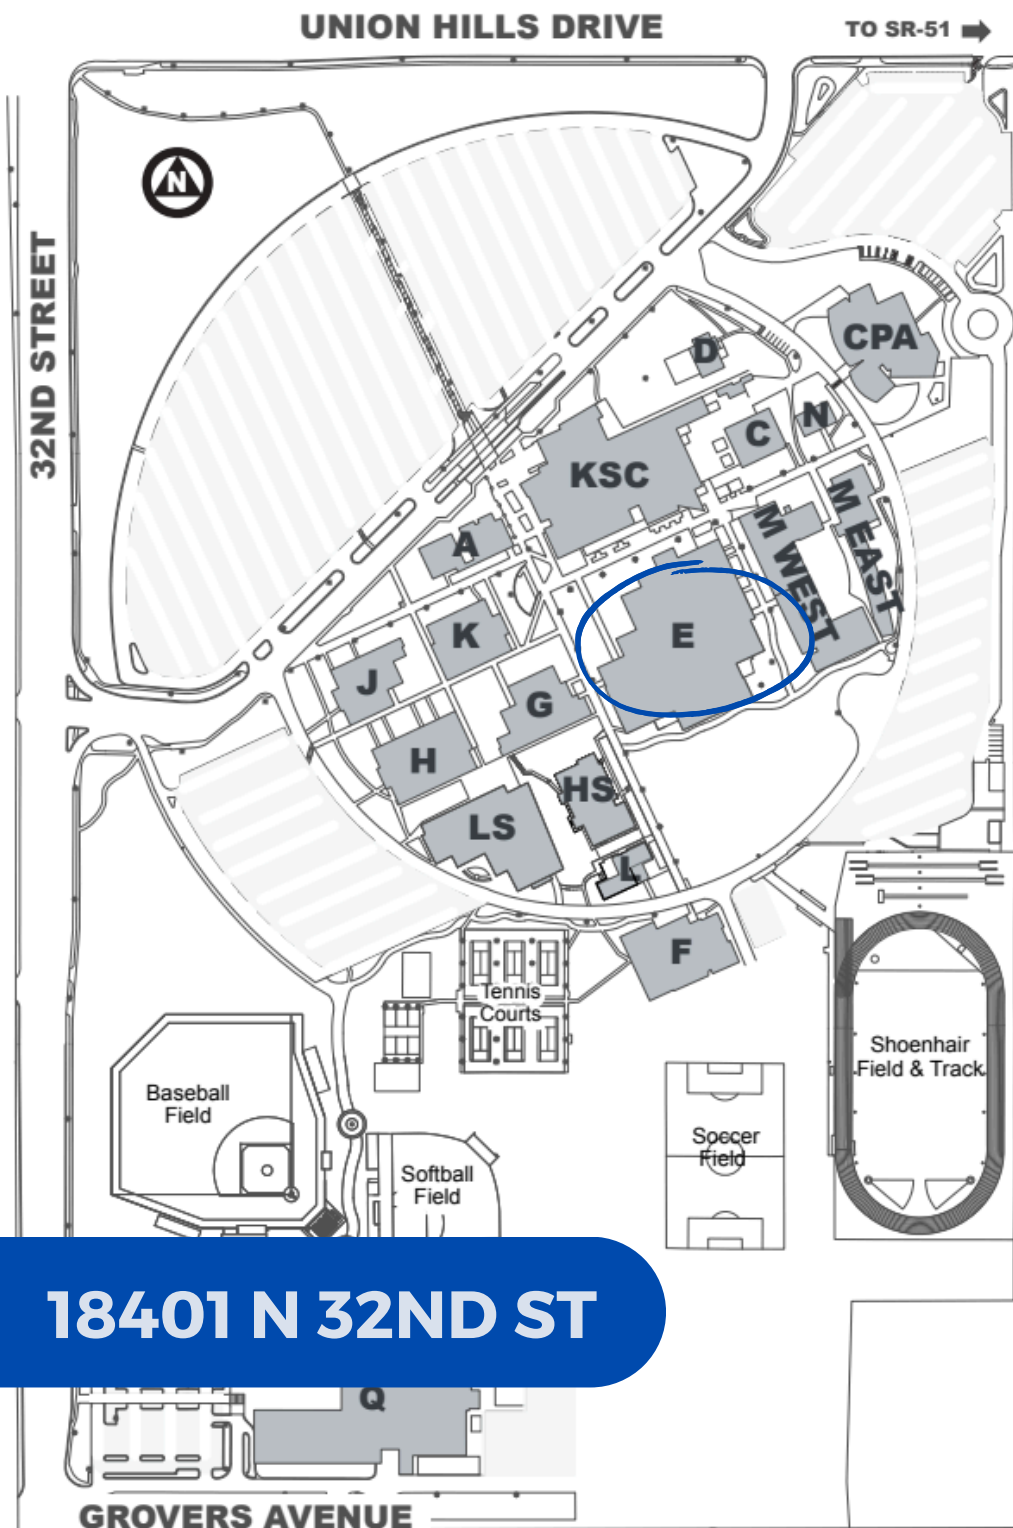 UNION HILLS DRIVE
TO SR-51
N
32ND STREET
CPA
D
N
C
KSC
M EAST
M WEST
A
E
K
J
G
H
HS
LS
L
F
Tennis
Courts
Shoenhair
Field & Track
Baseball
Field
Soccer
Field
Softball
Field
18401 N 32ND ST
Q
GROVERS AVENUE